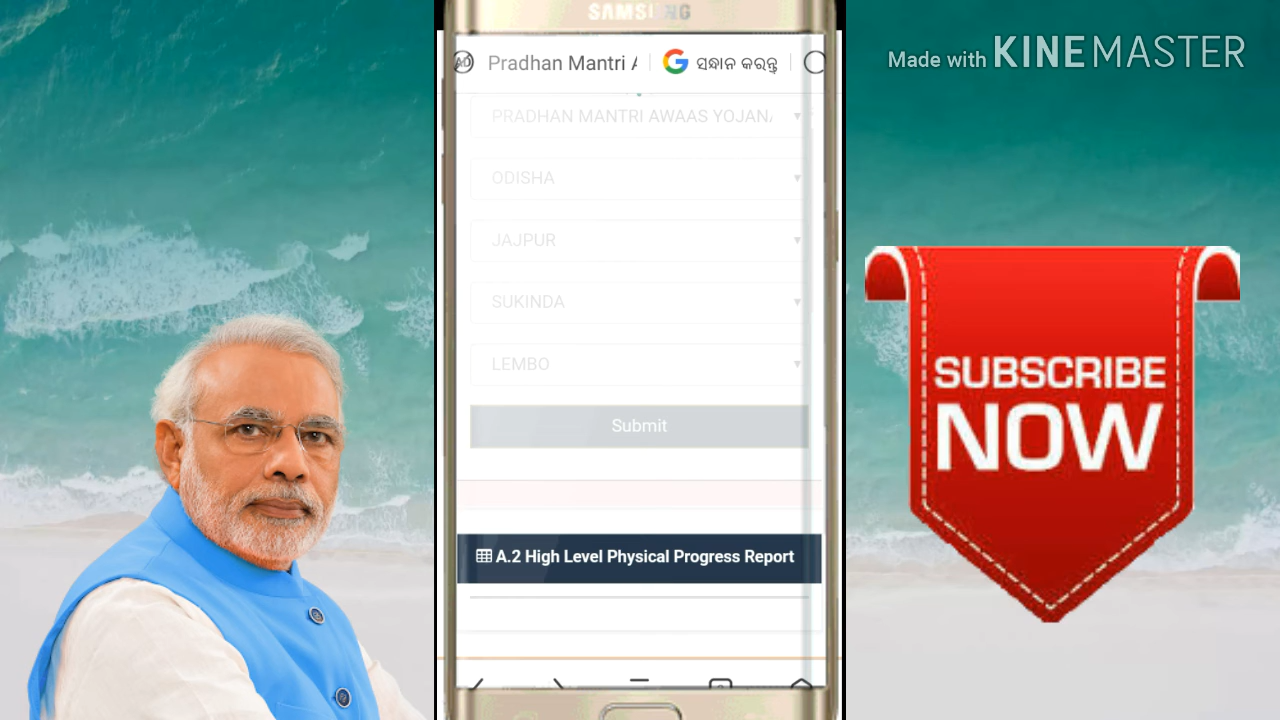 SAMSUNG
Pradhan Mantri A
ସନ୍ଧାନ କରନ୍ତୁ
Made with KINEMASTER
PRADHAN MANTRI AWAAS YOJANA
ODISHA
JAJPUR
SUKINDA
LEMBO
Submit
A.2 High Level Physical Progress Report
SUBSCRIBE
NOW